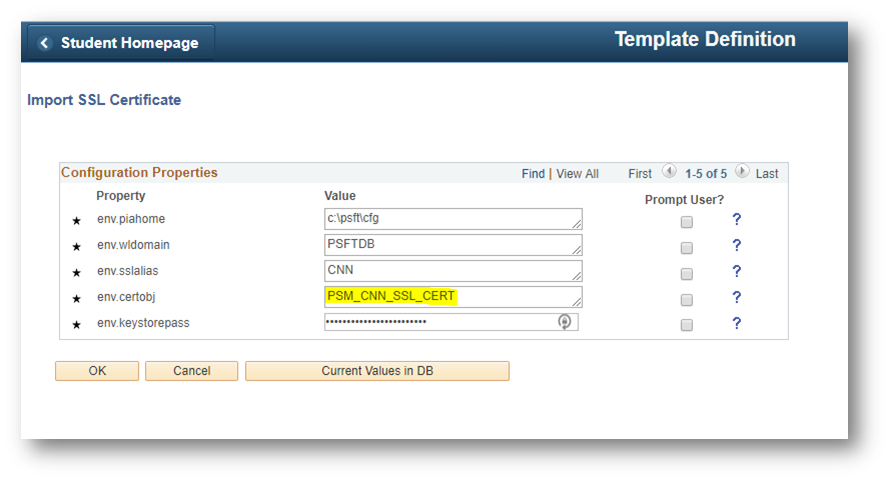 Student Homepage Template Definition
Import SSL Certificate
Configuration Properties Find | View All First 1-5 of 5 Last
Property Value Prompt User?
env.piahome c:\psft\cfg ?
env.wldomain PSFTDB ?
env.sslalias CNN ?
env.certobj PSM_CNN_SSL_CERT ?
env.keystorepass ?
OK Cancel Current Values in DB